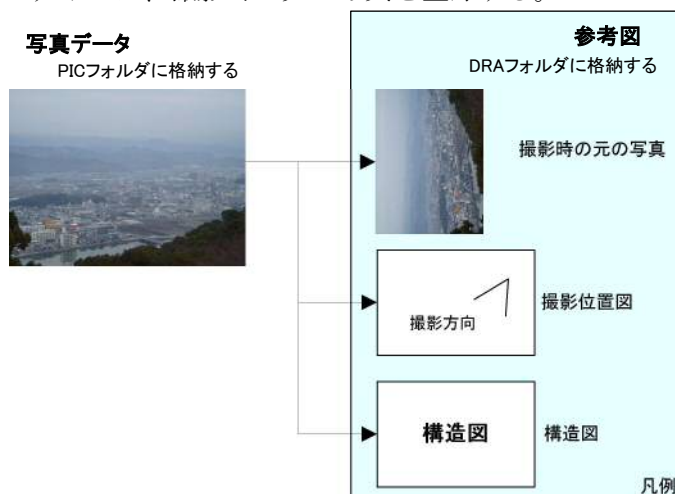 写真データ
PICフォルダに格納する
参考図
DRAフォルダに格納する
撮影時の元の写真
撮影方向
撮影位置図
構造図
構造図
凡例